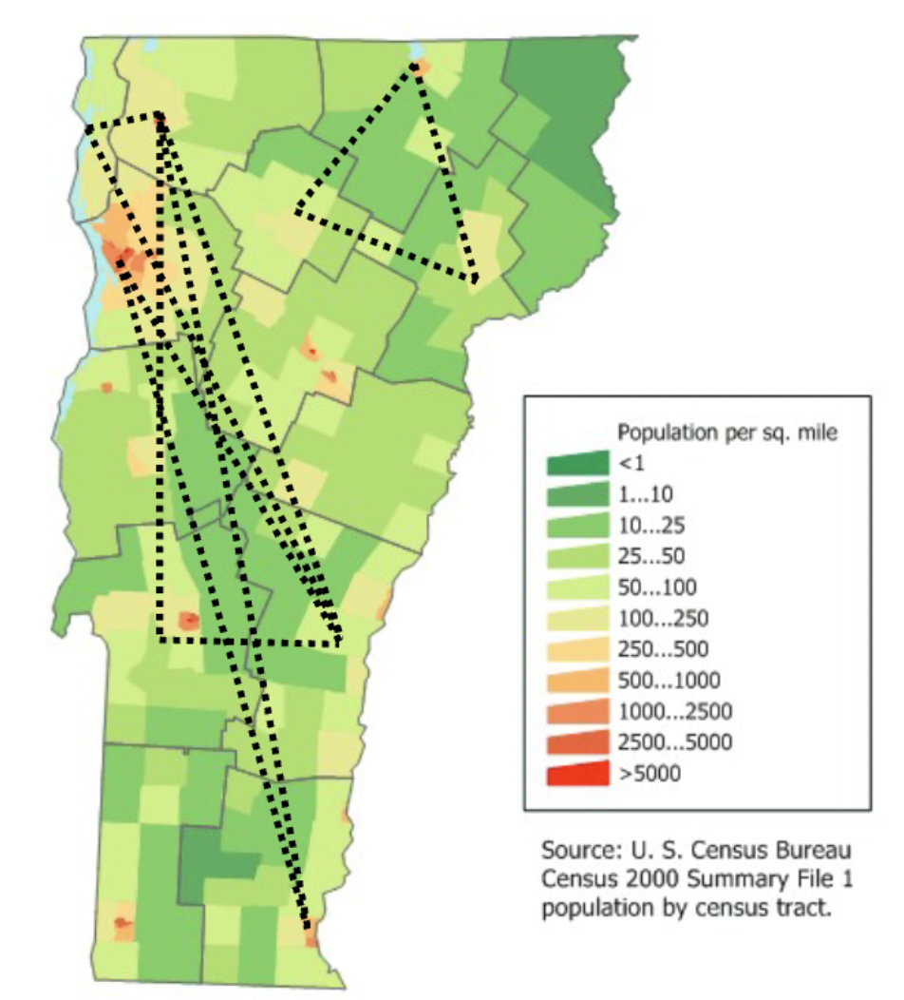 Population per sq. mile
<1
1...10
10...25
25...50
50...100
100...250
250...500
500...1000
1000...2500
2500...5000
>5000
Source: U. S. Census Bureau
Census 2000 Summary File 1
population by census tract.